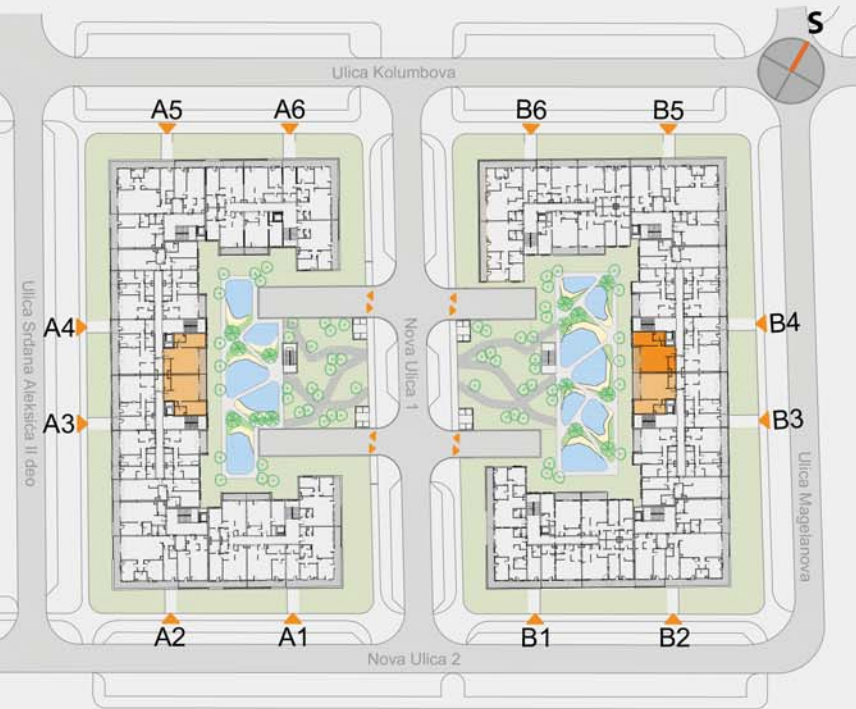 S
Ulica Kolumbova
A5
A6
B6
B5
Ulica Srđana Aleksića II deo
A4
Nova Ulica 1
B4
A3
B3
Ulica Magelanova
A2
A1
B1
B2
Nova Ulica 2